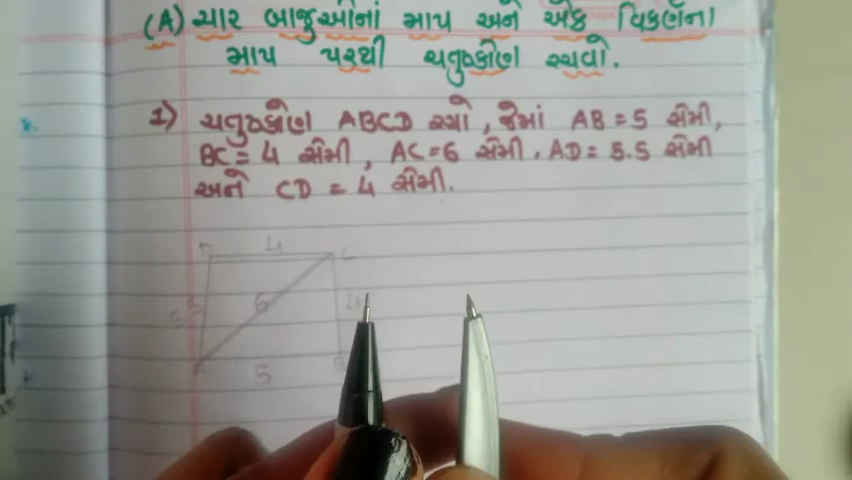 (A) ચાર બાજુઓનાં માપ અને એક વિકર્ણના
માપ પરથી ચતુષ્કોણ રચવો.
1) ચતુષ્કોણ ABCD રચો, જેમાં AB = 5 સેમી,
BC = 4 સેમી, AC = 6 સેમી, AD = 5.5 સેમી
અને CD = 4 સેમી.
D 4 C
5.5 6 4
A 5 B